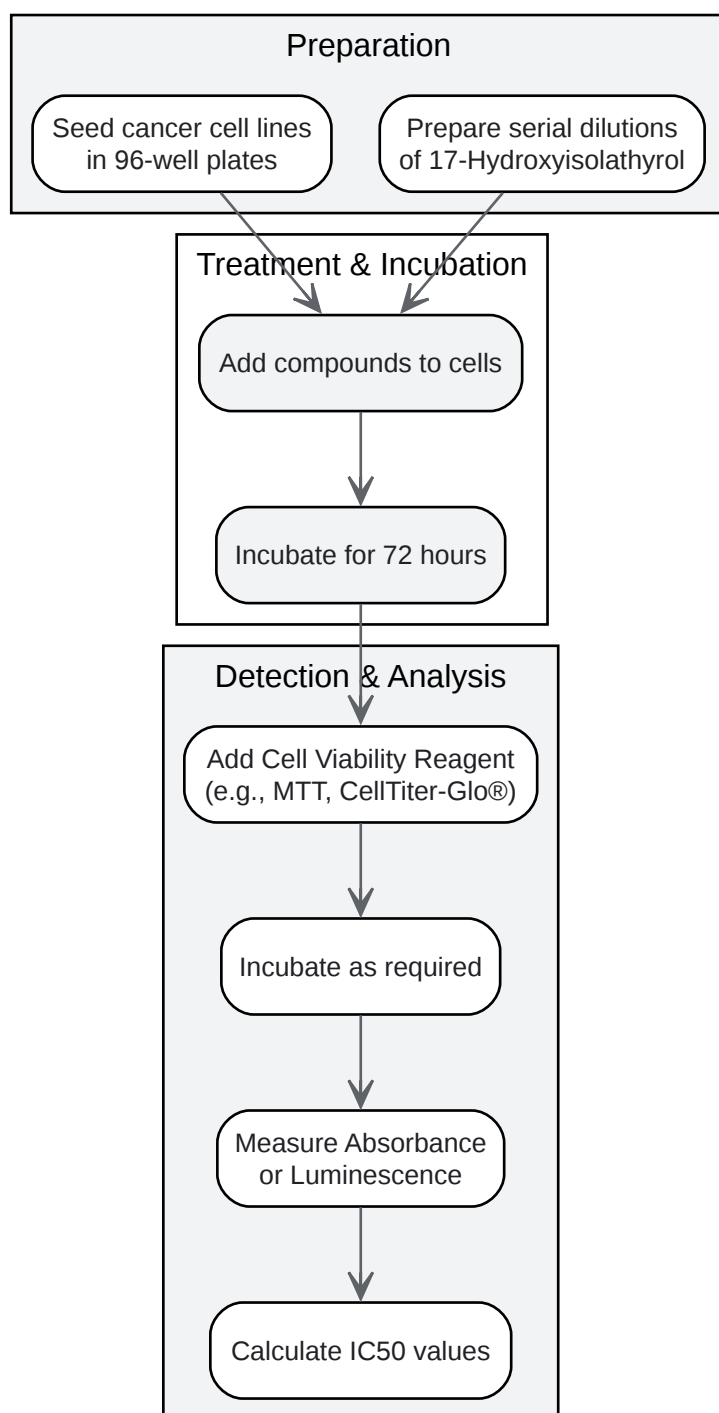 Preparation
Seed cancer cell lines
in 96-well plates
Prepare serial dilutions
of 17-Hydroxyisolathyrol
Treatment & Incubation
Add compounds to cells
Incubate for 72 hours
Detection & Analysis
Add Cell Viability Reagent
(e.g., MTT, CellTiter-Glo®)
Incubate as required
Measure Absorbance
or Luminescence
Calculate IC50 values